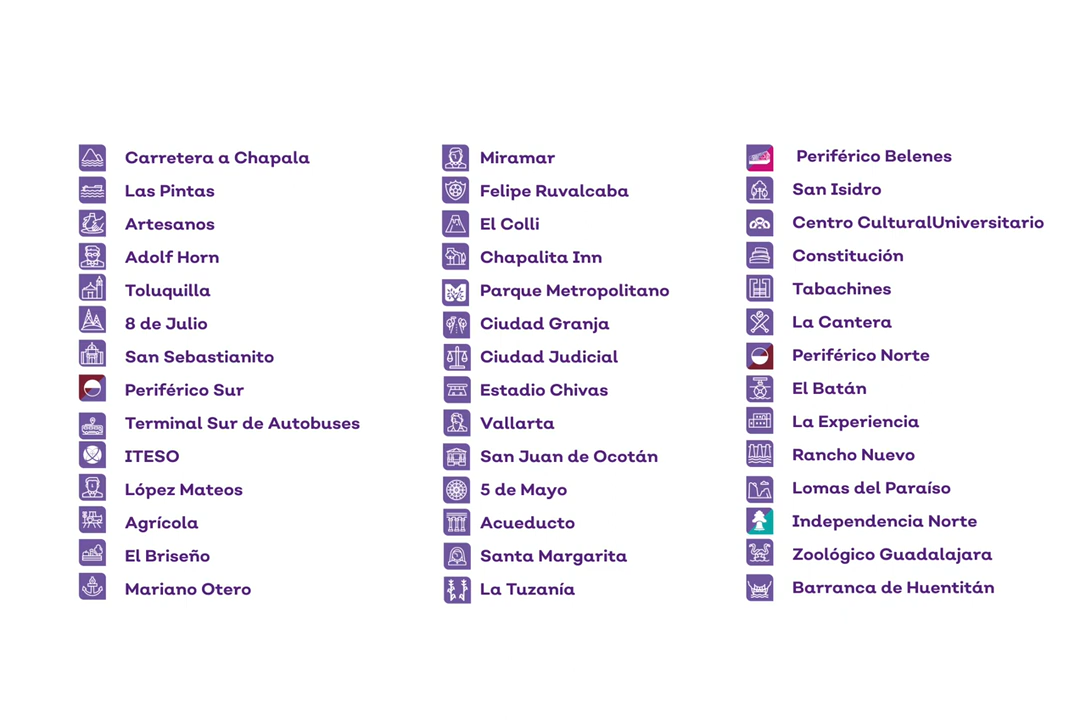 Carretera a Chapala
Las Pintas
Artesanos
Adolf Horn
Toluquilla
8 de Julio
San Sebastianito
Periférico Sur
Terminal Sur de Autobuses
ITESO
López Mateos
Agrícola
El Briseño
Mariano Otero
Miramar
Felipe Ruvalcaba
El Colli
Chapalita Inn
Parque Metropolitano
Ciudad Granja
Ciudad Judicial
Estadio Chivas
Vallarta
San Juan de Ocotán
5 de Mayo
Acueducto
Santa Margarita
La Tuzanía
Periférico Belenes
San Isidro
Centro CulturalUniversitario
Constitución
Tabachines
La Cantera
Periférico Norte
El Batán
La Experiencia
Rancho Nuevo
Lomas del Paraíso
Independencia Norte
Zoológico Guadalajara
Barranca de Huentitán